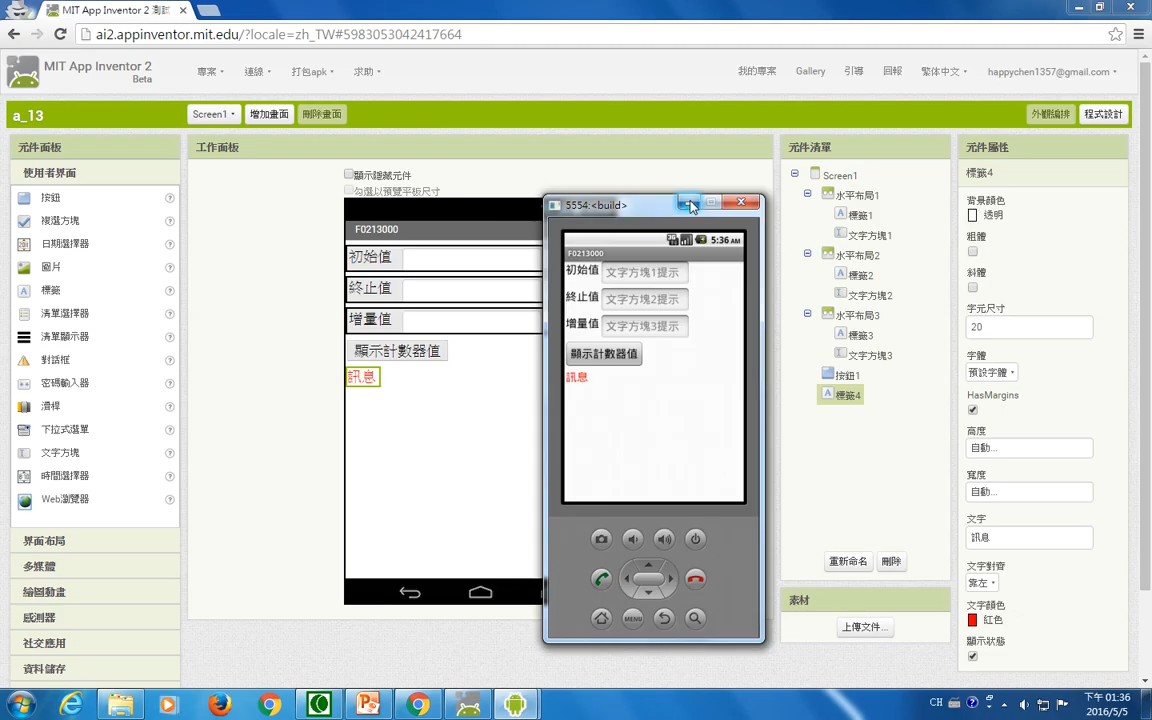 MIT App Inventor 2 測試
ai2.appinventor.mit.edu/?locale=zh_TW#5983053042417664
MIT App Inventor 2
Beta
專案 連線 打包apk 求助
我的專案 Gallery 引導 回報 繁体中文 happychen1357@gmail.com
a_13
Screen1 增加畫面 刪除畫面
外觀編排 程式設計
元件面板
使用者界面
按鈕
複選方塊
日期選擇器
圖片
標籤
清單選擇器
清單顯示器
對話框
密碼輸入器
滑桿
下拉式選單
文字方塊
時間選擇器
Web瀏覽器
界面布局
多媒體
繪圖動畫
感測器
社交應用
資料儲存
工作面板
顯示隱藏元件
勾選以預覽平板尺寸
F0213000
初始值
終止值
增量值
顯示計數器值
訊息
5554:<build>
5:36 AM
F0213000
初始值 文字方塊1提示
終止值 文字方塊2提示
增量值 文字方塊3提示
顯示計數器值
訊息
MENU
元件清單
Screen1
水平布局1
標籤1
文字方塊1
水平布局2
標籤2
文字方塊2
水平布局3
標籤3
文字方塊3
按鈕1
標籤4
重新命名 刪除
素材
上傳文件...
元件屬性
標籤4
背景顏色
透明
粗體
斜體
字元尺寸
20
字體
預設字體
HasMargins
高度
自動...
寬度
自動...
文字
訊息
文字對齊
靠左
文字顏色
紅色
顯示狀態
CH
下午 01:36
2016/5/5